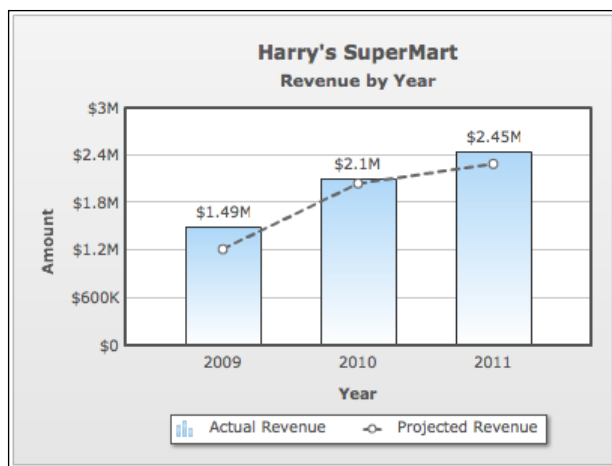 Harry's SuperMart
Revenue by Year
$3M
$2.4M
$1.8M
$1.2M
$600K
$0
Amount
$1.49M
$2.1M
$2.45M
2009 2010 2011
Year
Actual Revenue Projected Revenue